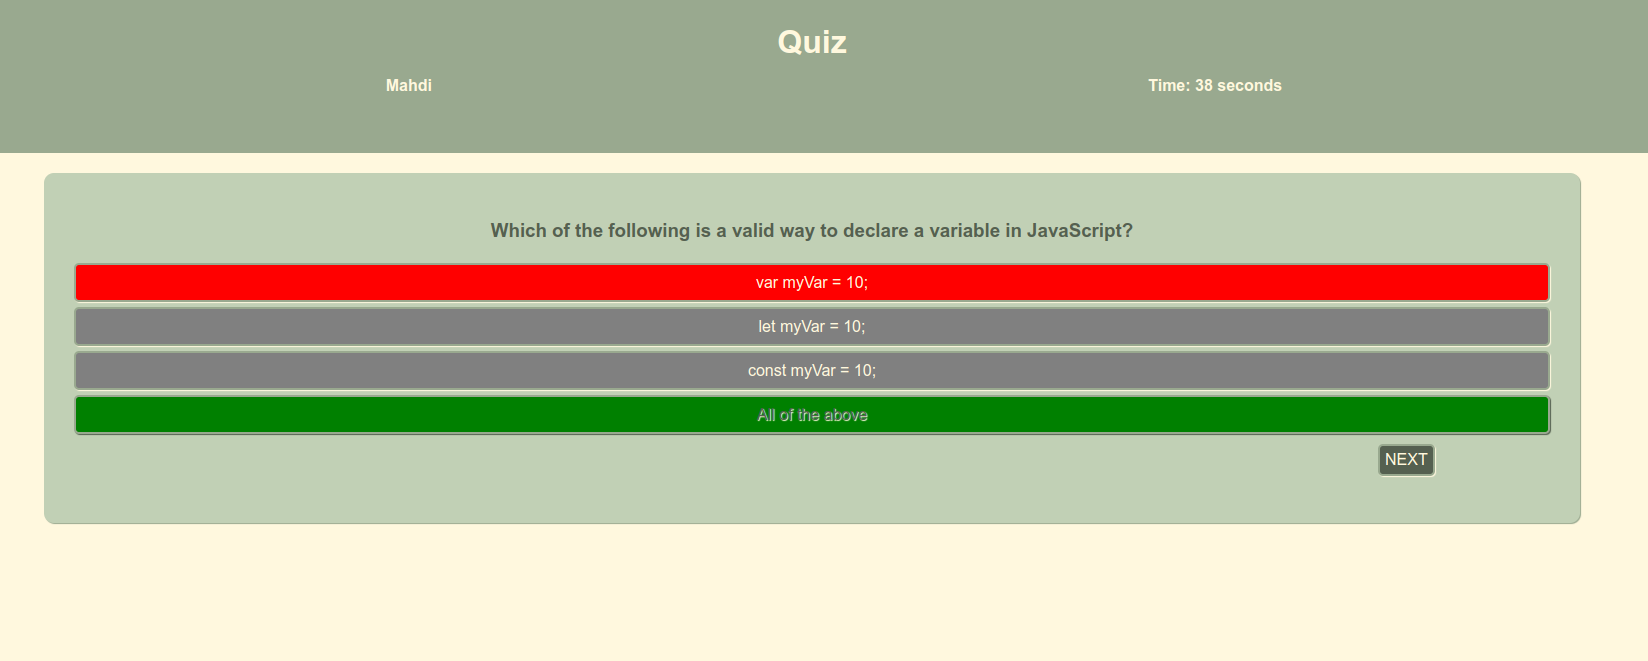 Quiz
Mahdi
Time: 38 seconds
Which of the following is a valid way to declare a variable in JavaScript?
var myVar = 10;
let myVar = 10;
const myVar = 10;
All of the above
NEXT